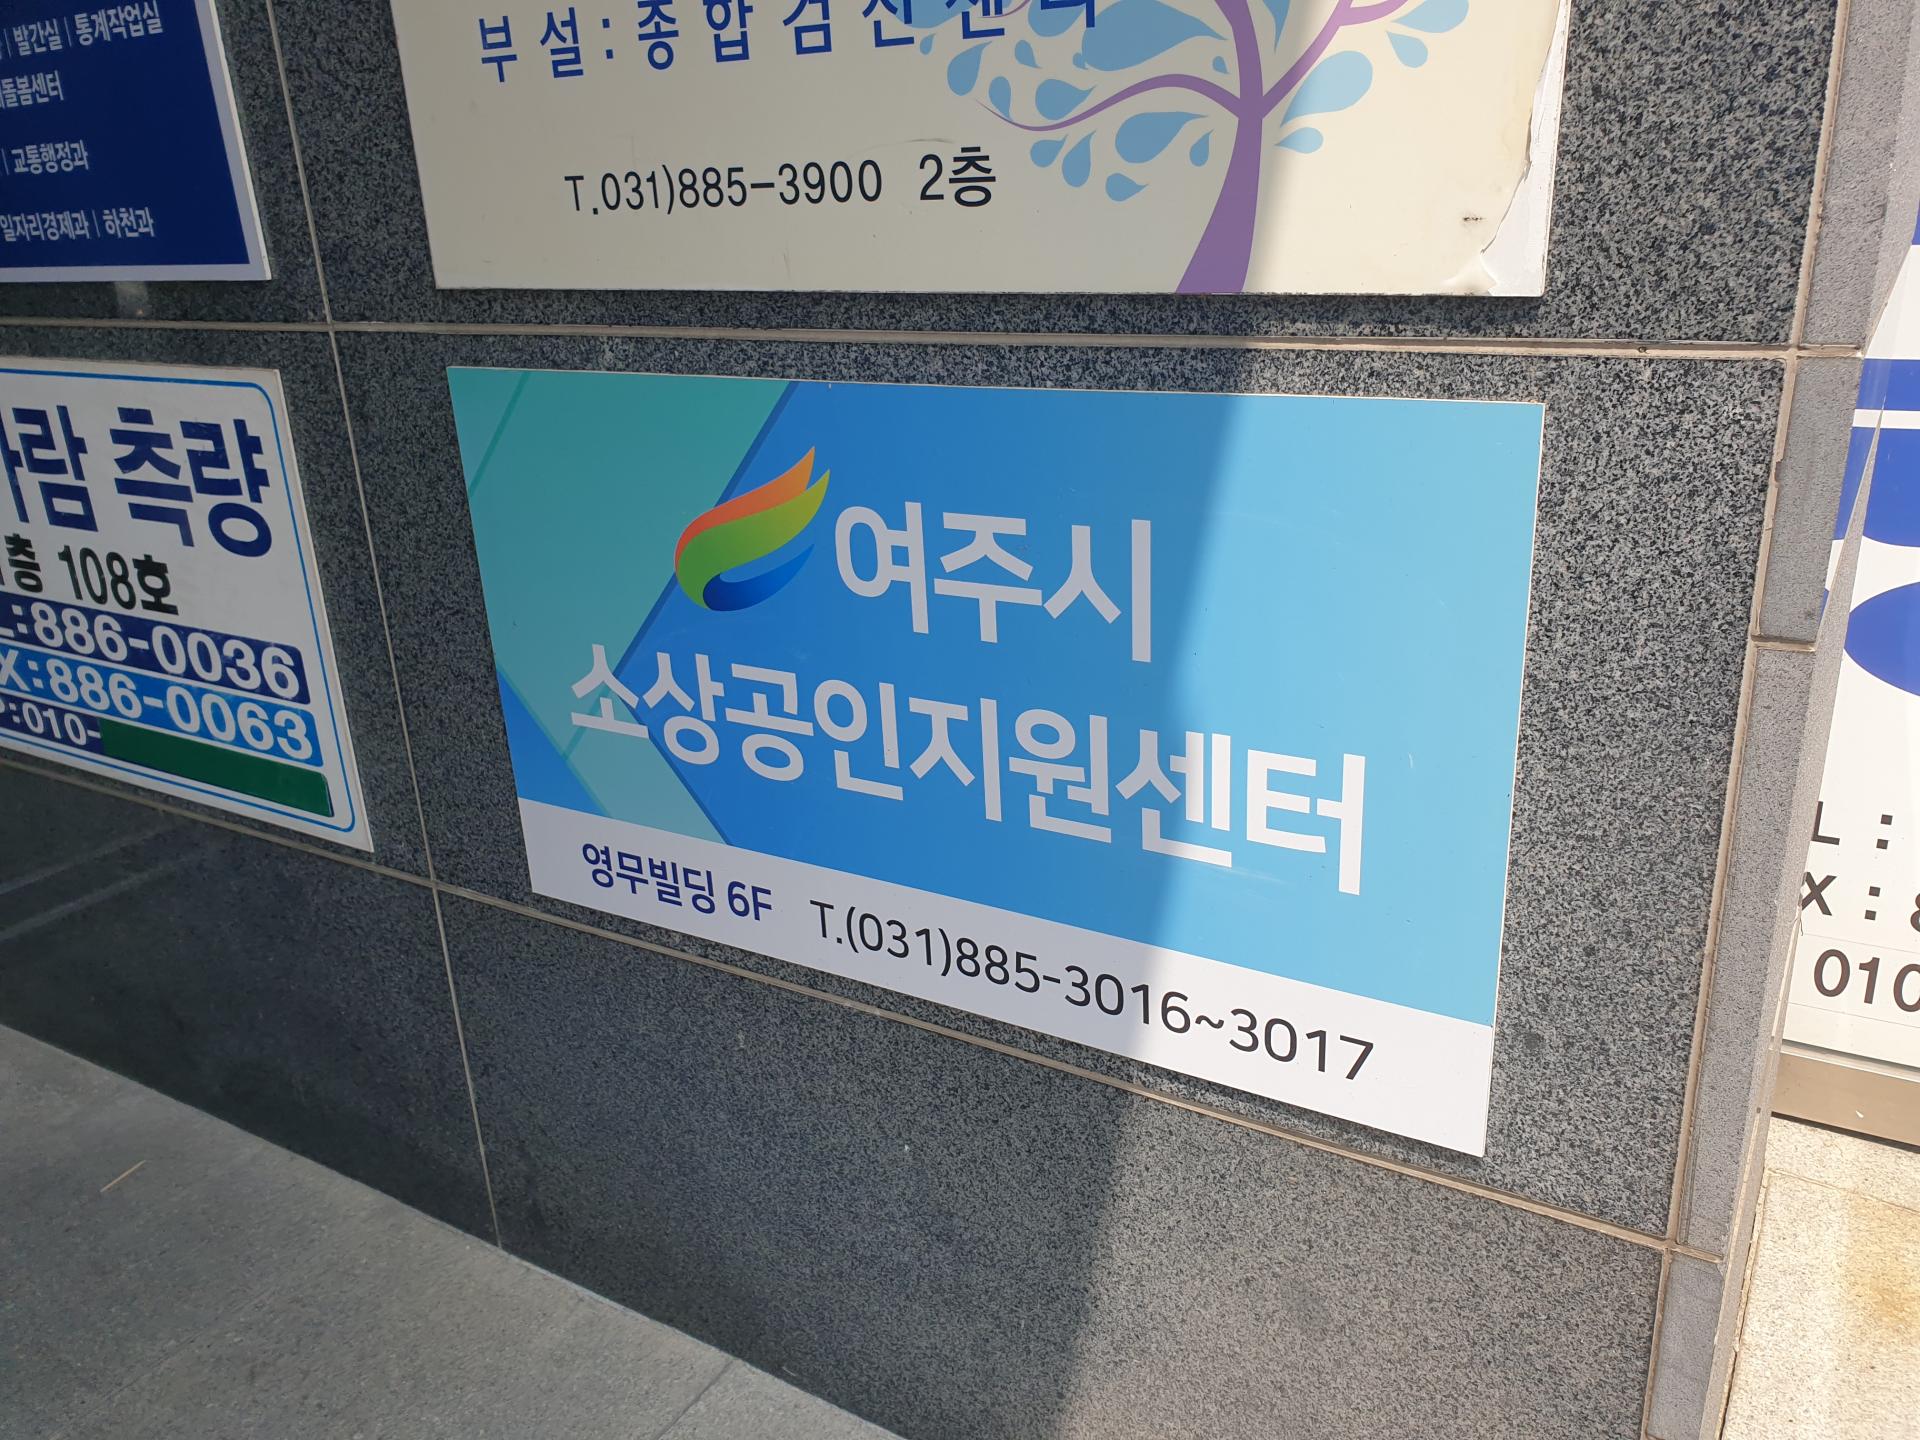 발간실 | 통계작업실
돌봄센터
교통행정과
일자리경제과 | 하천과
부설:종합검진센터
T.031)885-3900 2층
람 측량
층 108호
:886-0036
X:886-0063
:010-
여주시
소상공인지원센터
영무빌딩 6F T.(031)885-3016~3017
L :
X : 8
010